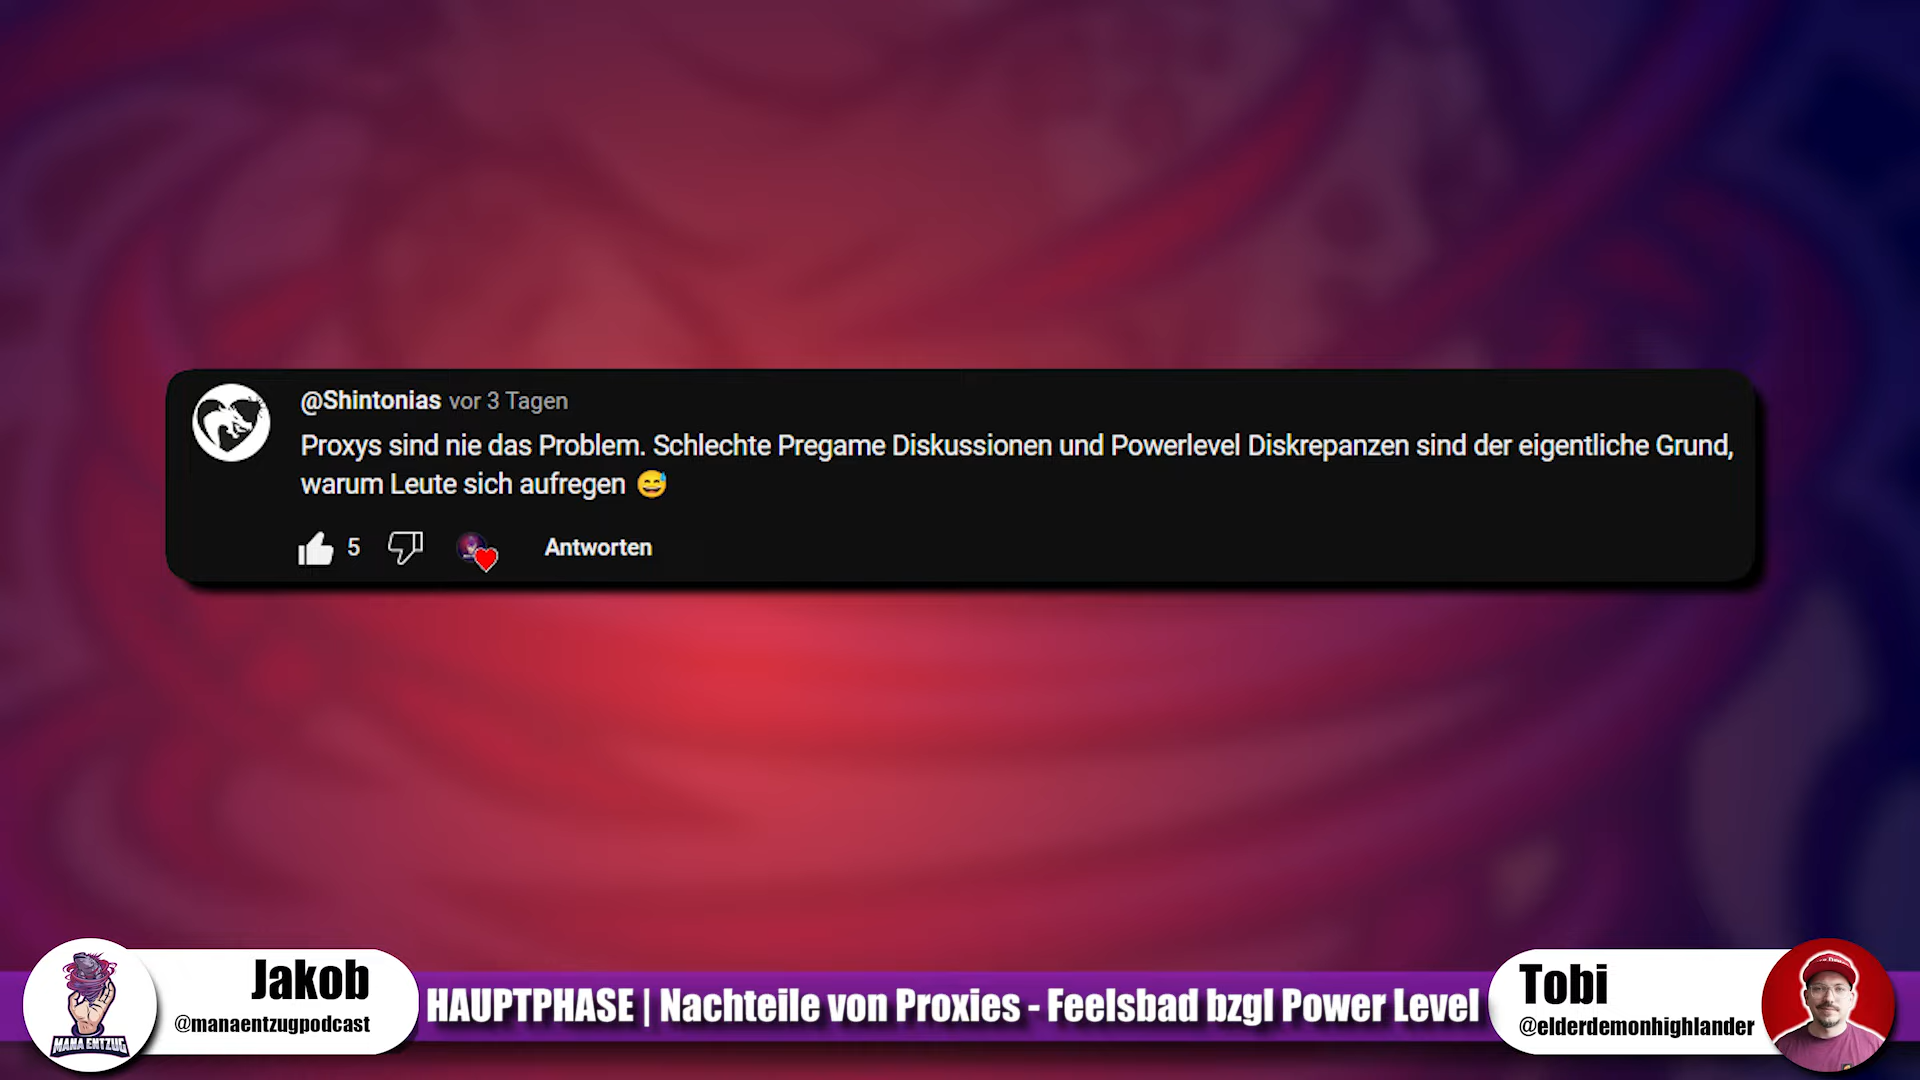 @Shintonias vor 3 Tagen
Proxys sind nie das Problem. Schlechte Pregame Diskussionen und Powerlevel Diskrepanzen sind der eigentliche Grund,
warum Leute sich aufregen 😅
5 Antworten
Jakob
@manaentzugpodcast
MANA ENTZUG
HAUPTPHASE | Nachteile von Proxies - Feelsbad bzgl Power Level
Tobi
@elderdemonhighlander